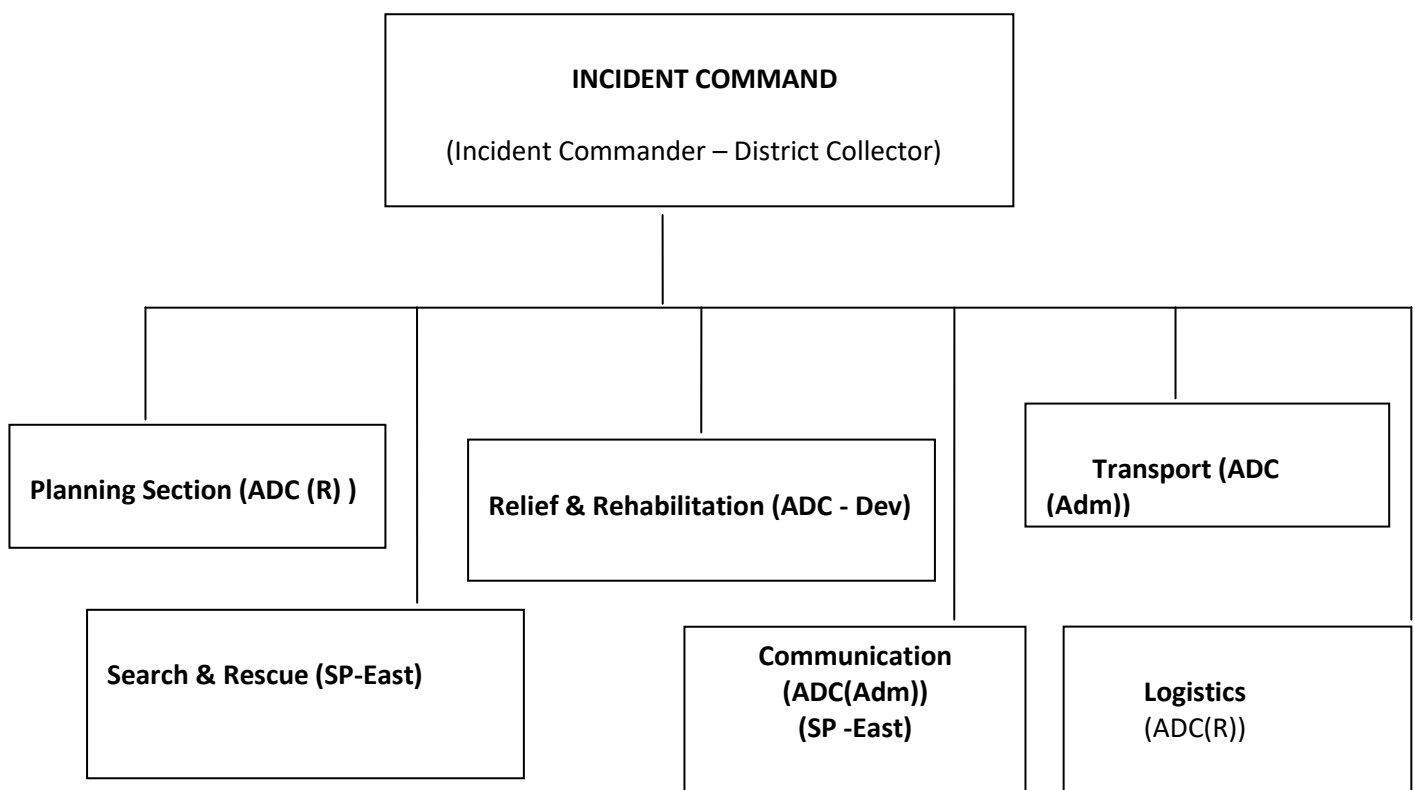 INCIDENT COMMAND
(Incident Commander – District Collector)
Planning Section (ADC (R) )
Relief & Rehabilitation (ADC - Dev)
Transport (ADC
(Adm))
Search & Rescue (SP-East)
Communication
(ADC(Adm))
(SP -East)
Logistics
(ADC(R))